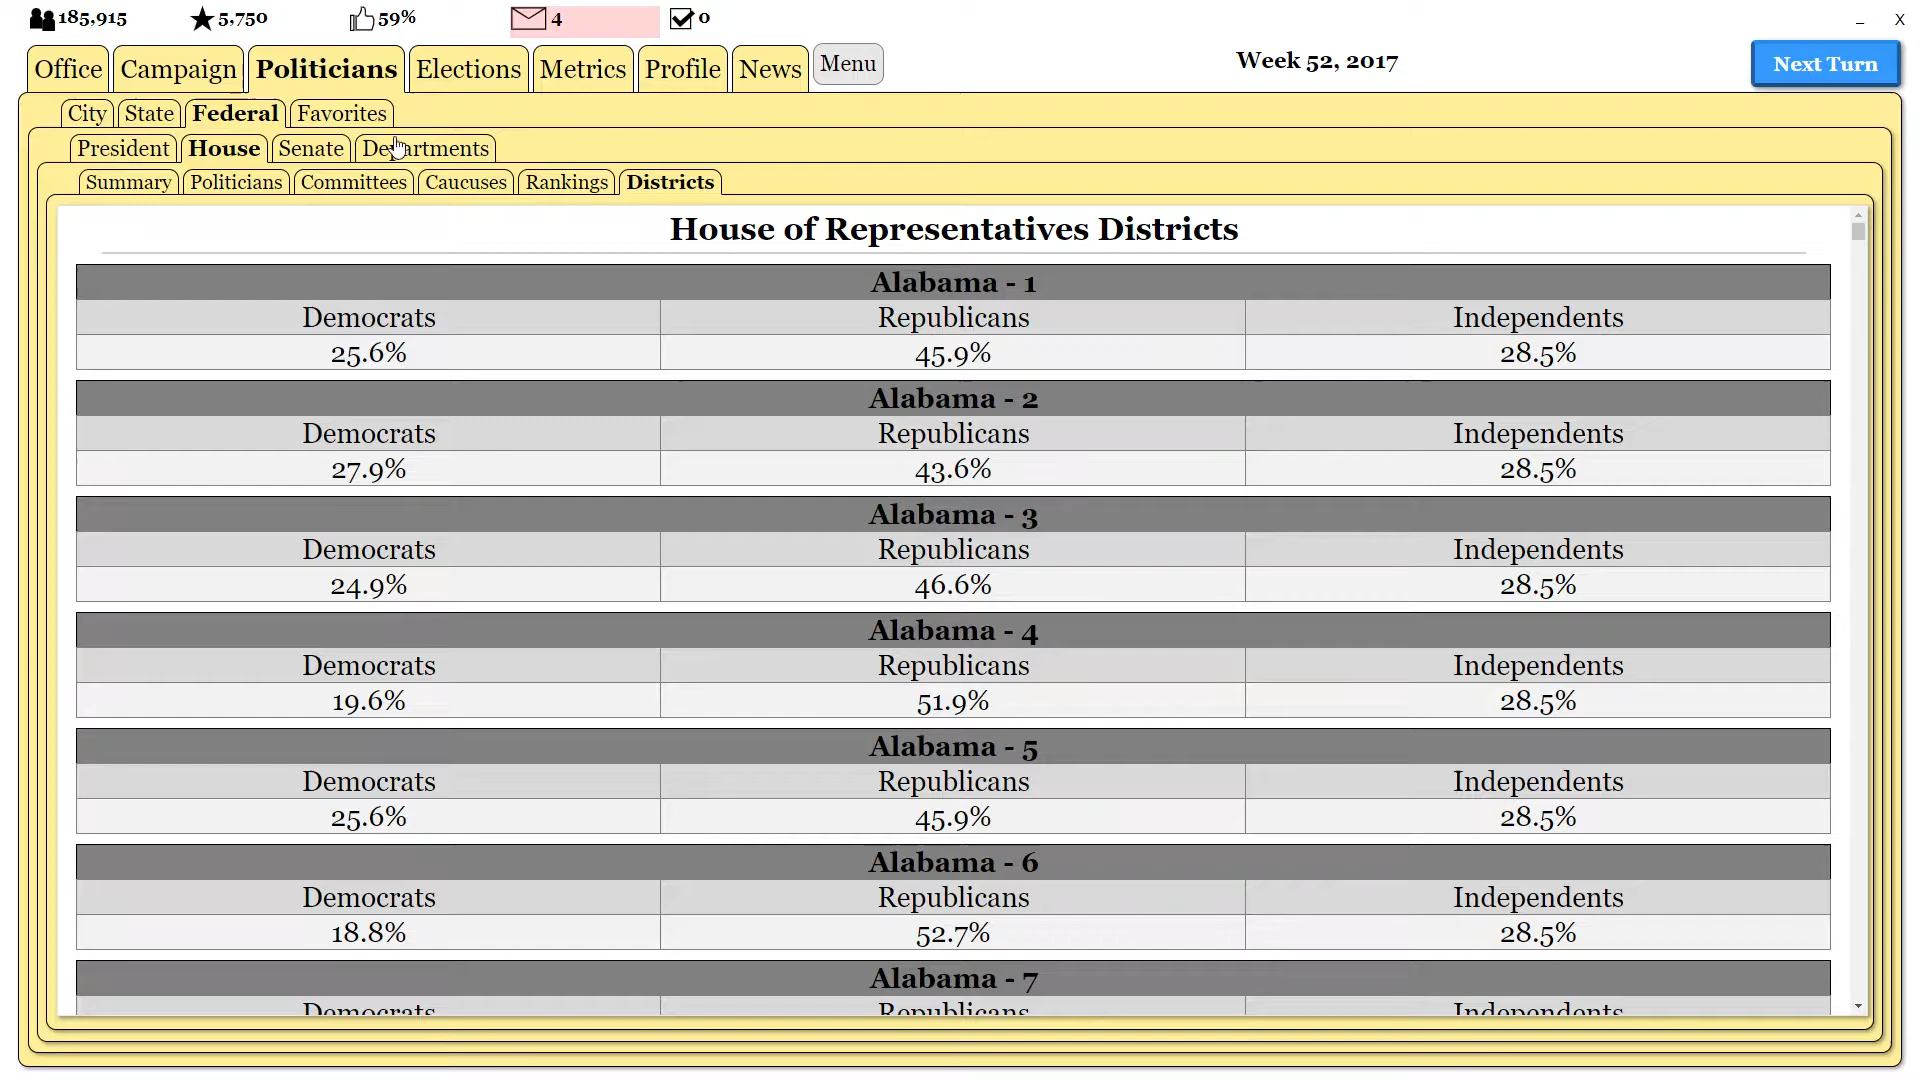 185,915 5,750 59% 4 0 _ X
Office Campaign Politicians Elections Metrics Profile News Menu Week 52, 2017 Next Turn
City State Federal Favorites
President House Senate Departments
Summary Politicians Committees Caucuses Rankings Districts
House of Representatives Districts
Alabama - 1
Democrats Republicans Independents
25.6% 45.9% 28.5%
Alabama - 2
Democrats Republicans Independents
27.9% 43.6% 28.5%
Alabama - 3
Democrats Republicans Independents
24.9% 46.6% 28.5%
Alabama - 4
Democrats Republicans Independents
19.6% 51.9% 28.5%
Alabama - 5
Democrats Republicans Independents
25.6% 45.9% 28.5%
Alabama - 6
Democrats Republicans Independents
18.8% 52.7% 28.5%
Alabama - 7
Democrats Republicans Independents